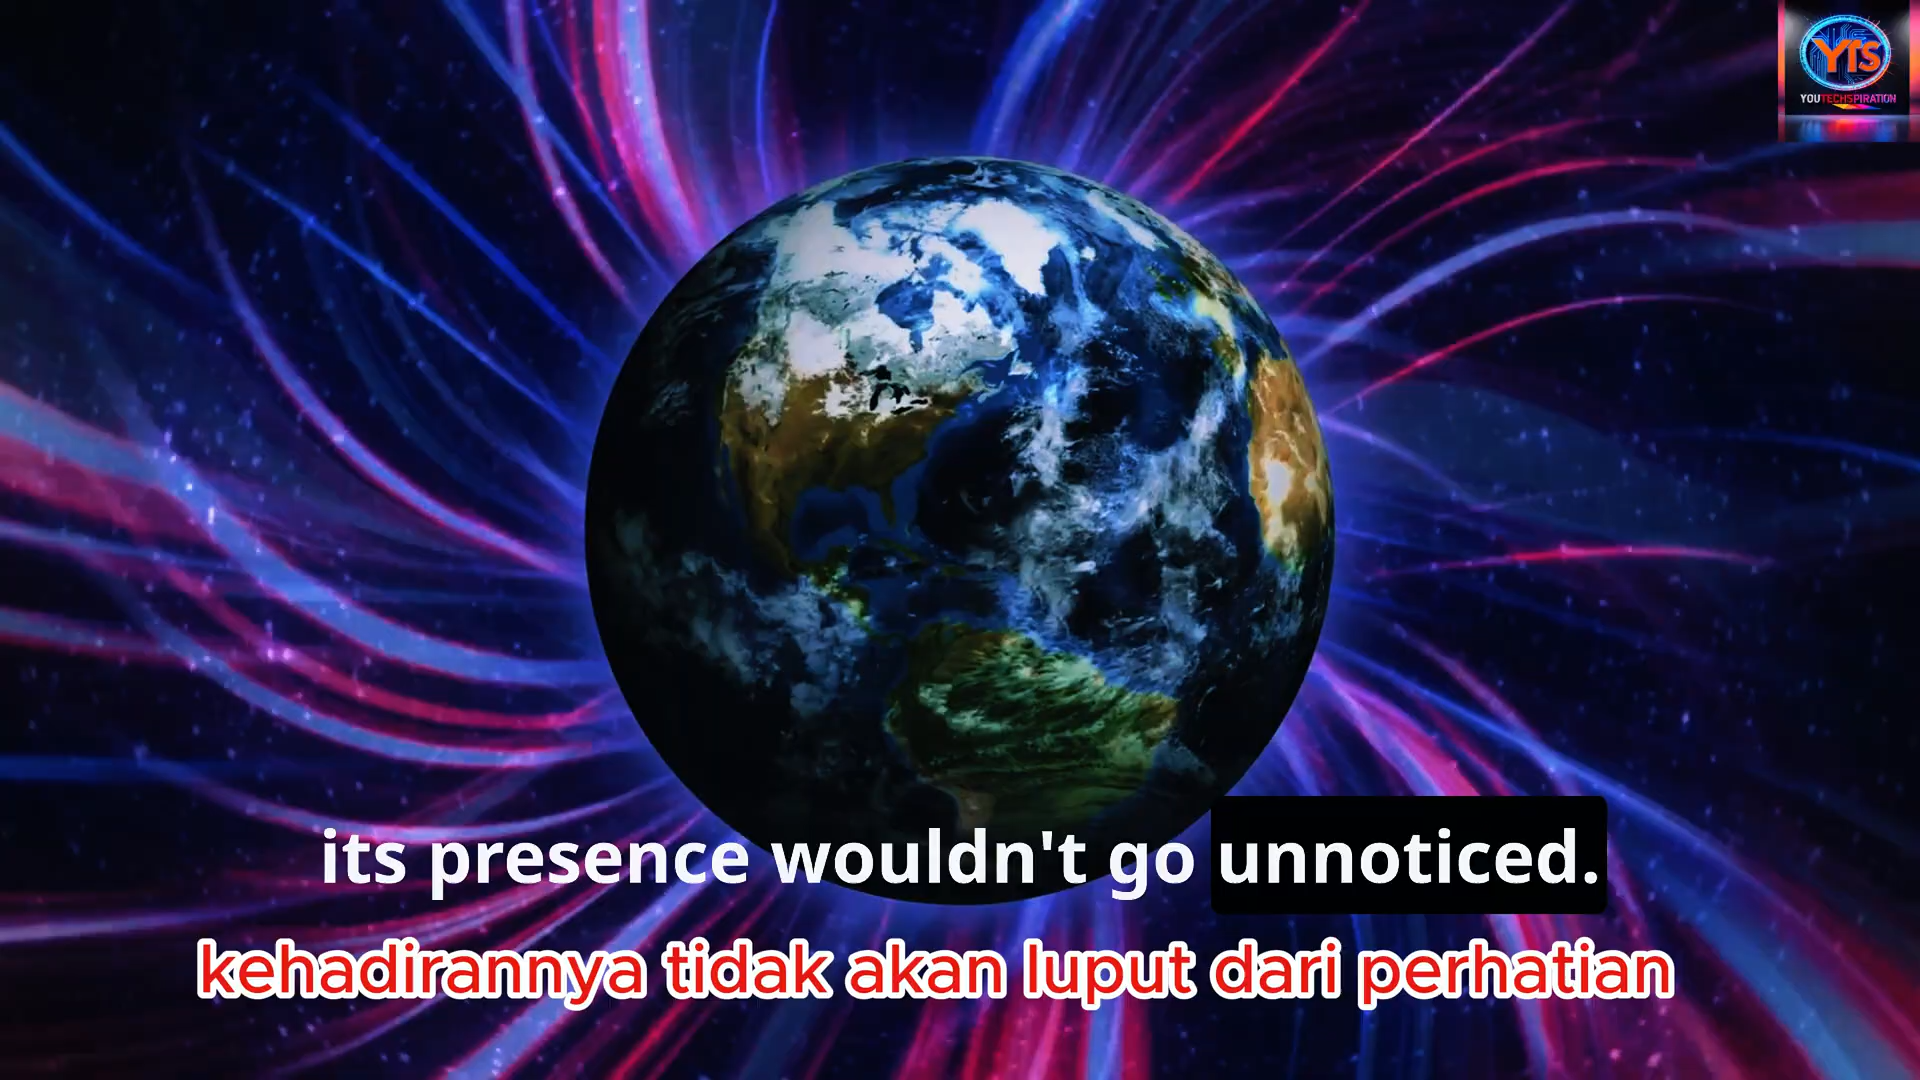 YTS
YOUTECHSPIRATION
its presence wouldn't go unnoticed.
kehadirannya tidak akan luput dari perhatian